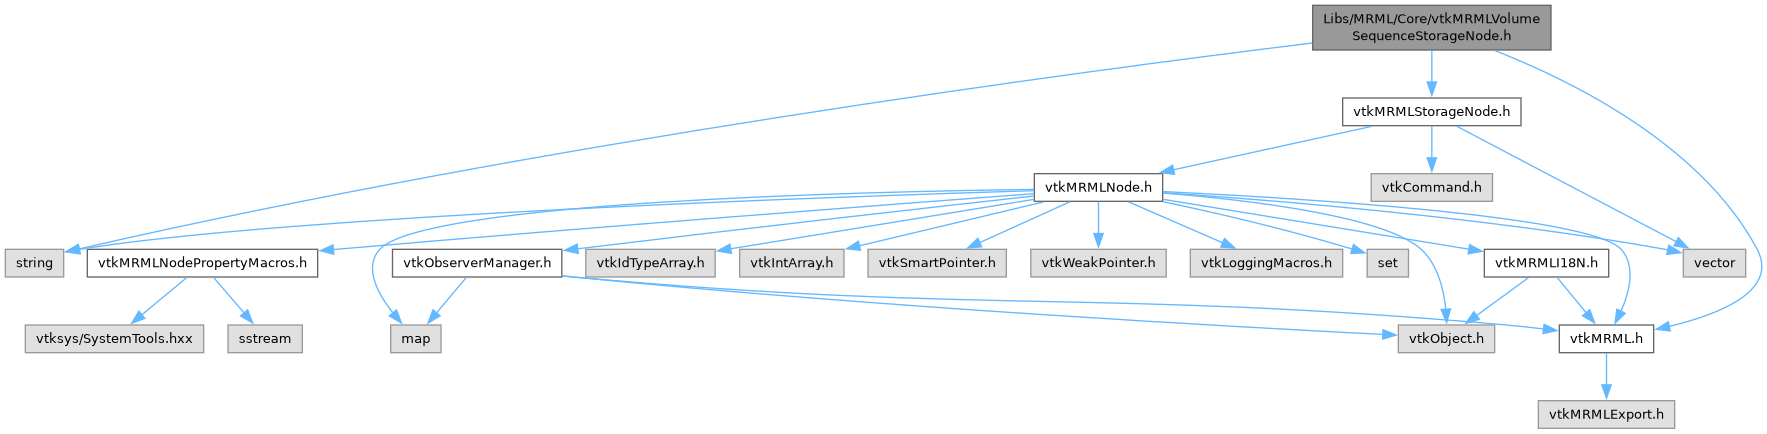 Libs/MRML/Core/vtkMRMLVolume
SequenceStorageNode.h
vtkMRMLStorageNode.h
vtkMRMLNode.h
vtkCommand.h
string
vtkMRMLNodePropertyMacros.h
vtkObserverManager.h
vtkIdTypeArray.h
vtkIntArray.h
vtkSmartPointer.h
vtkWeakPointer.h
vtkLoggingMacros.h
set
vtkMRMLI18N.h
vector
vtksys/SystemTools.hxx
sstream
map
vtkObject.h
vtkMRML.h
vtkMRMLExport.h